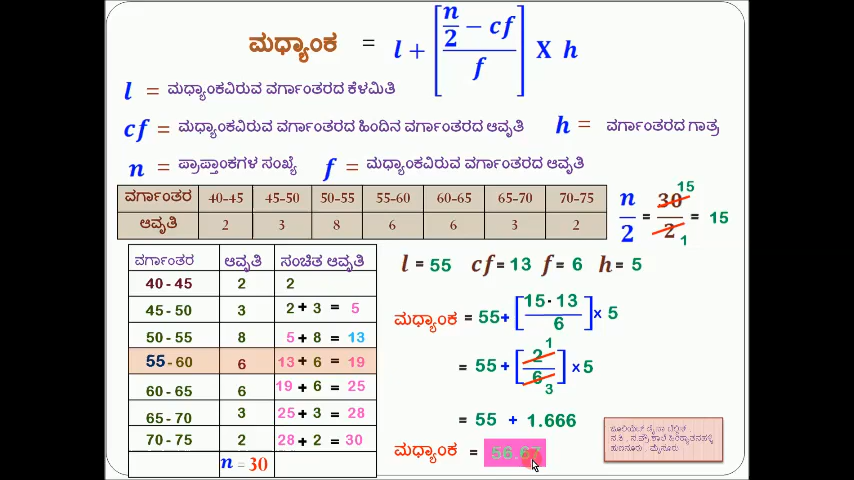 ಮಧ್ಯಾಂಕ = l + [n/2 − cf / f] X h
l = ಮಧ್ಯಾಂಕವಿರುವ ವರ್ಗಾಂತರದ ಕೆಳಮಿತಿ
cf = ಮಧ್ಯಾಂಕವಿರುವ ವರ್ಗಾಂತರದ ಹಿಂದಿನ ವರ್ಗಾಂತರದ ಆವೃತಿ h = ವರ್ಗಾಂತರದ ಗಾತ್ರ
n = ಪ್ರಾಪ್ತಾಂಕಗಳ ಸಂಖ್ಯೆ f = ಮಧ್ಯಾಂಕವಿರುವ ವರ್ಗಾಂತರದ ಆವೃತಿ
ವರ್ಗಾಂತರ 40-45 45-50 50-55 55-60 60-65 65-70 70-75
ಆವೃತಿ 2 3 8 6 6 3 2
n/2 = 30/2 15 1 = 15
ವರ್ಗಾಂತರ ಆವೃತಿ ಸಂಚಿತ ಆವೃತಿ
40 - 45 2 2
45 - 50 3 2 + 3 = 5
50 - 55 8 5 + 8 = 13
55 - 60 6 13 + 6 = 19
60 - 65 6 19 + 6 = 25
65 - 70 3 25 + 3 = 28
70 - 75 2 28 + 2 = 30
n = 30
l = 55 cf = 13 f = 6 h = 5
ಮಧ್ಯಾಂಕ = 55+ [15 - 13 / 6] x 5
= 55 + [2/6 1 3] x 5
= 55 + 1.666
ಮಧ್ಯಾಂಕ = 56.67